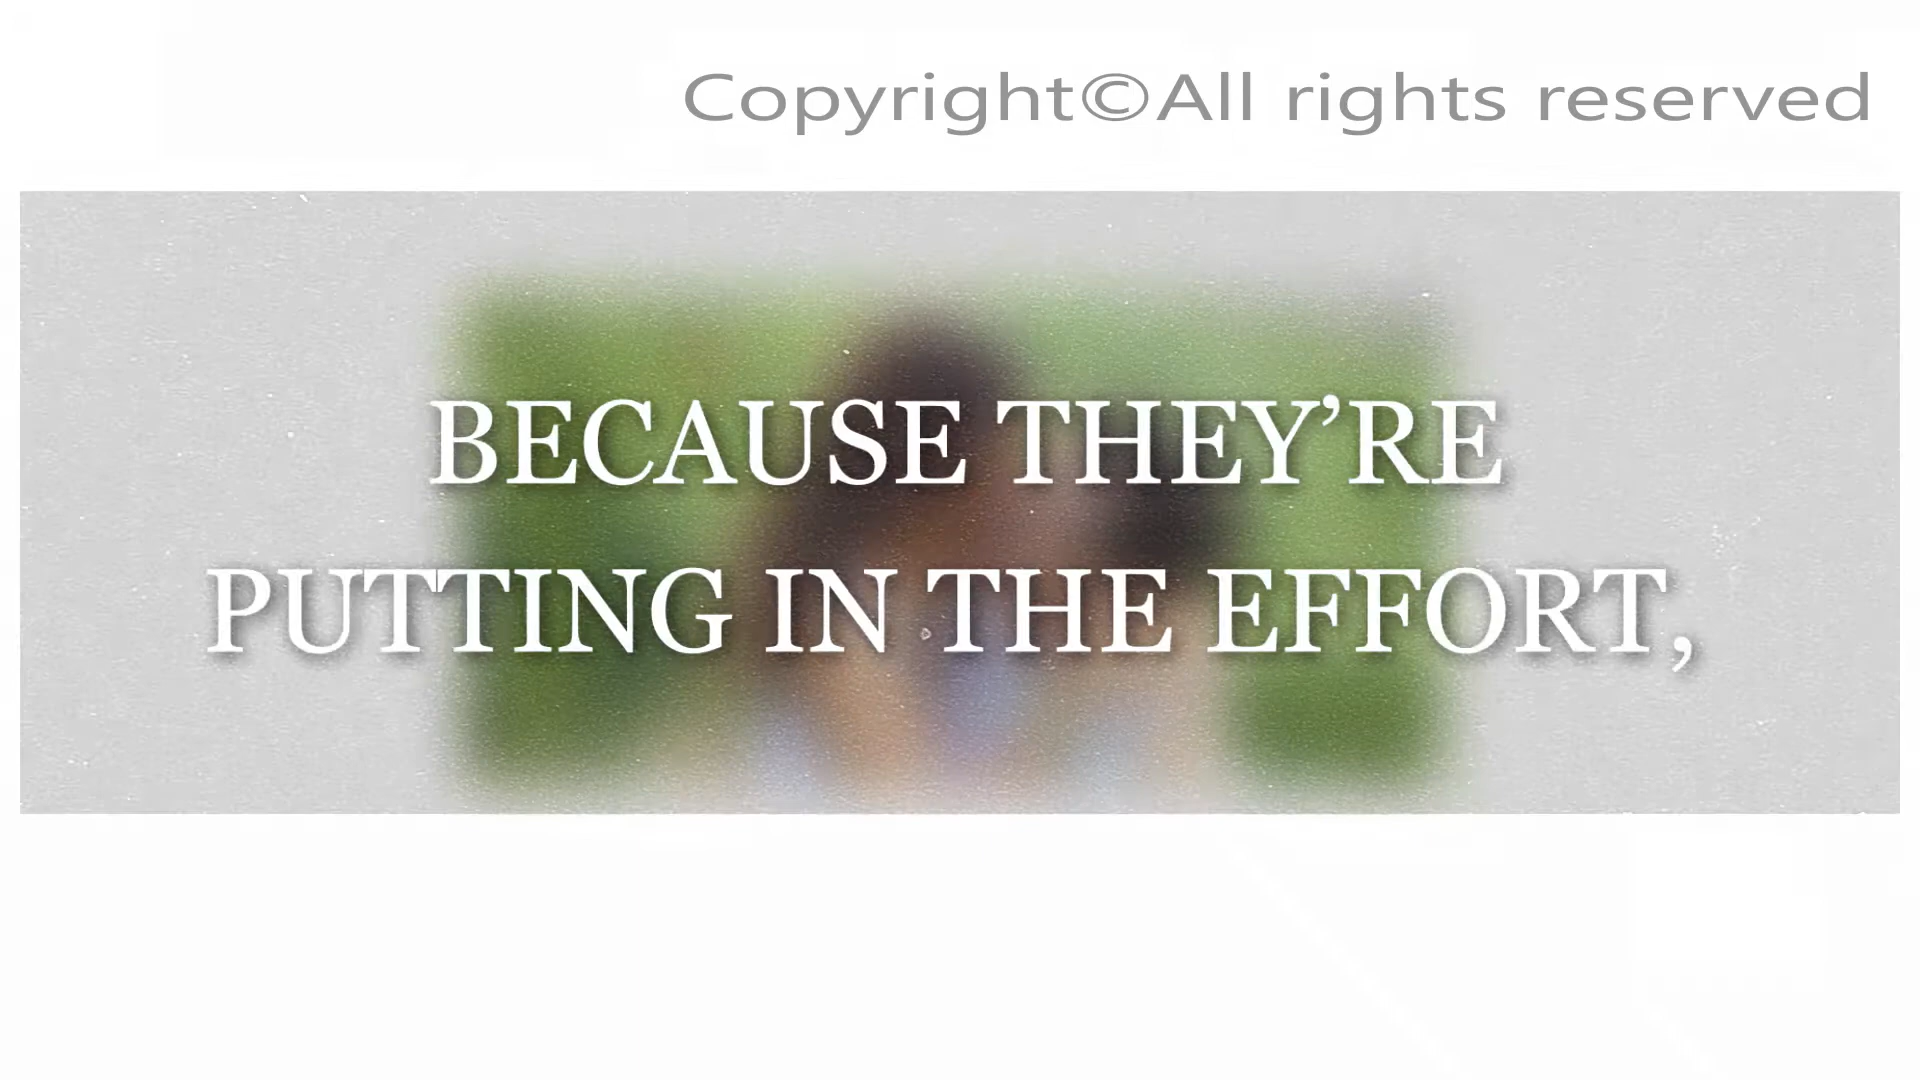 Copyright©All rights reserved
BECAUSE THEY’RE
PUTTING IN THE EFFORT,